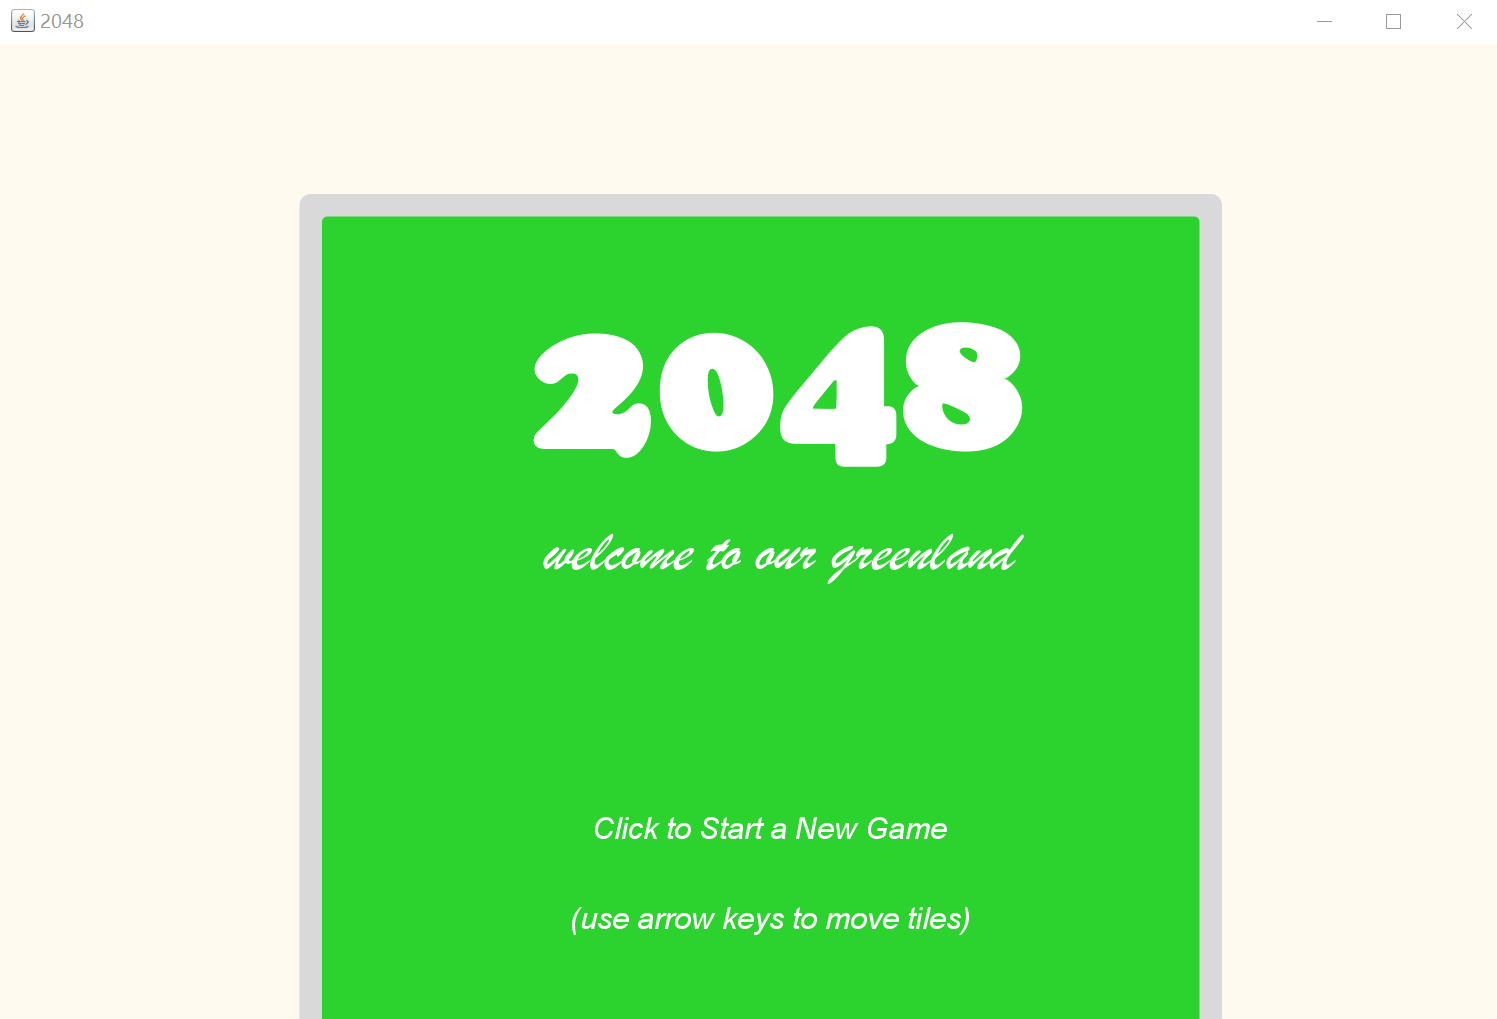 2048
2048
welcome to our greenland
Click to Start a New Game
(use arrow keys to move tiles)